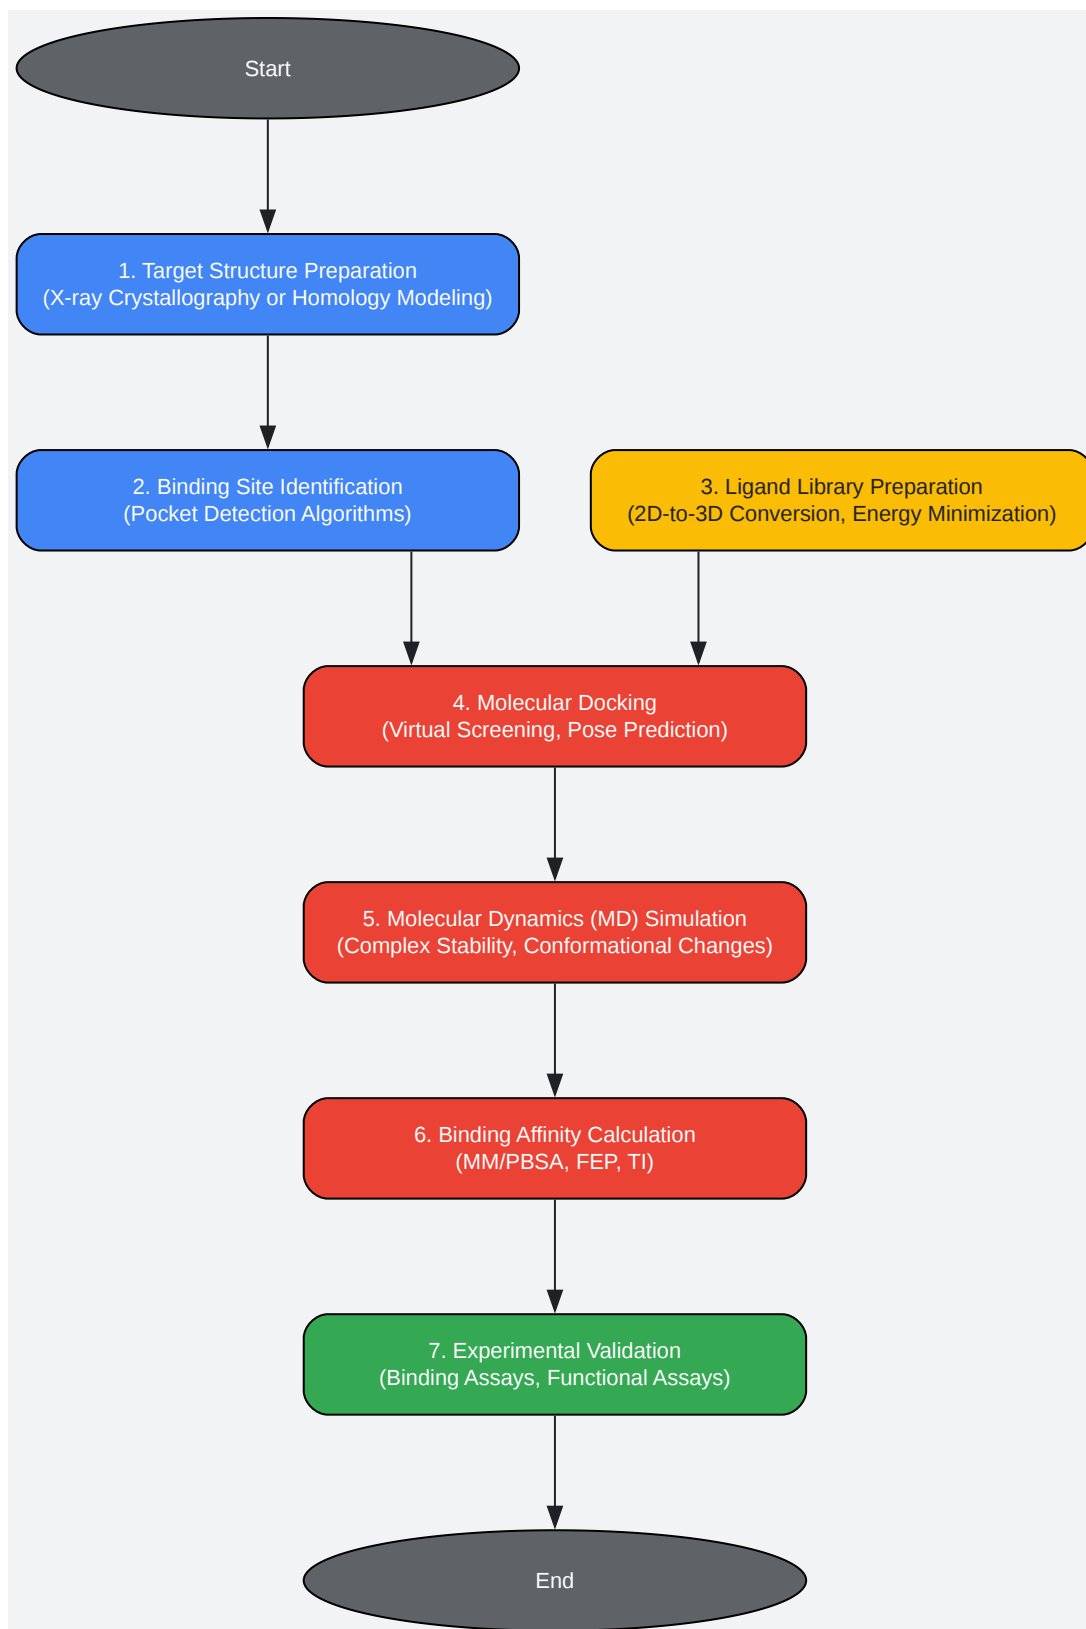 Start
1. Target Structure Preparation
(X-ray Crystallography or Homology Modeling)
2. Binding Site Identification
(Pocket Detection Algorithms)
3. Ligand Library Preparation
(2D-to-3D Conversion, Energy Minimization)
4. Molecular Docking
(Virtual Screening, Pose Prediction)
5. Molecular Dynamics (MD) Simulation
(Complex Stability, Conformational Changes)
6. Binding Affinity Calculation
(MM/PBSA, FEP, TI)
7. Experimental Validation
(Binding Assays, Functional Assays)
End